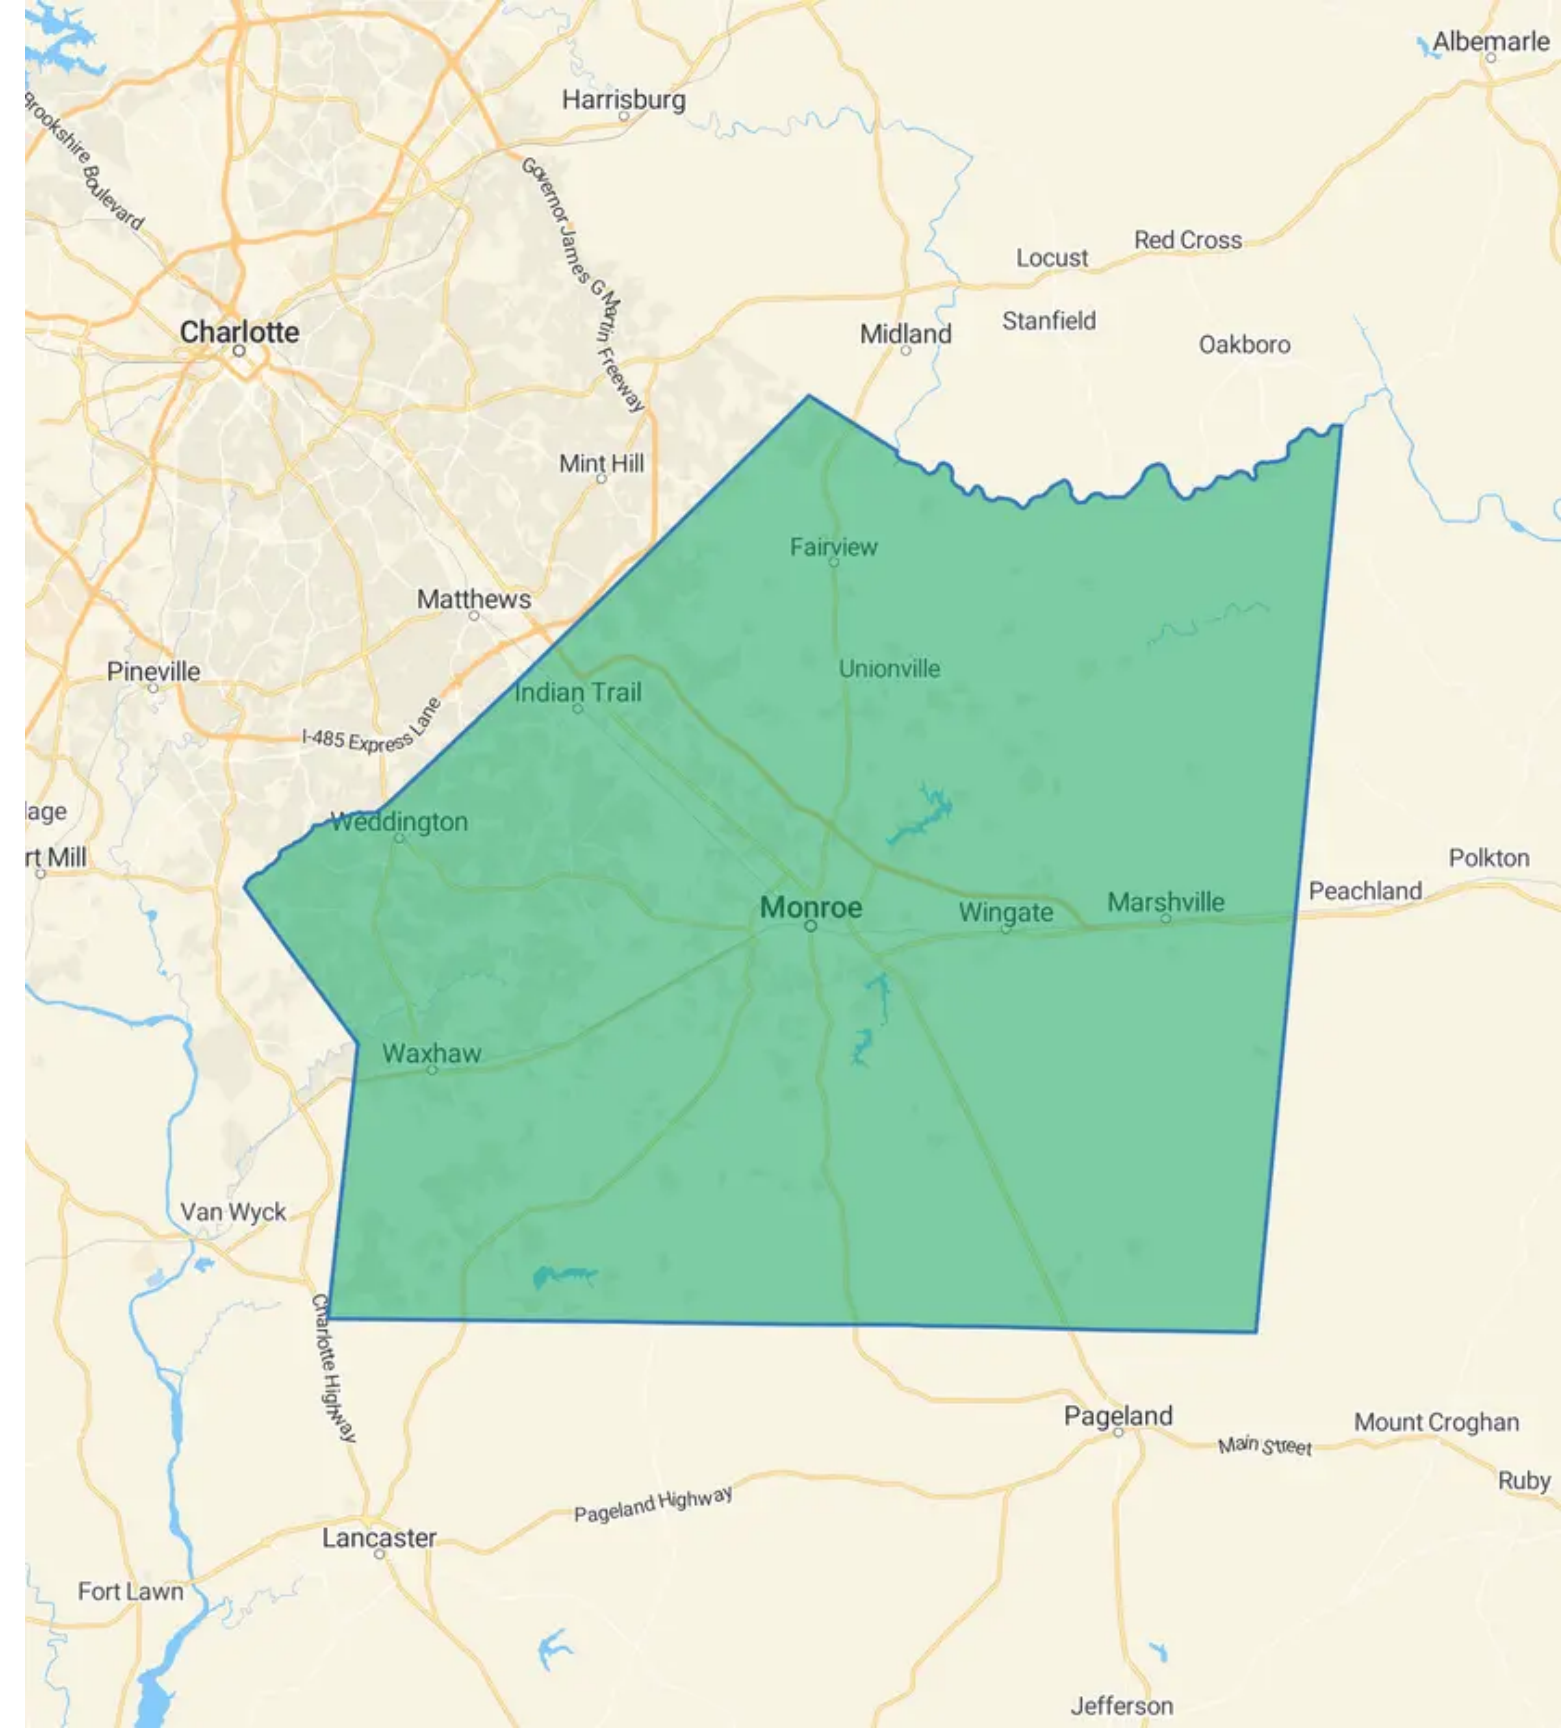 Albemarle
Harrisburg
Brookshire Boulevard
Governor James G Martin Freeway
Red Cross
Locust
Stanfield
Charlotte
Midland
Oakboro
Mint Hill
Fairview
Matthews
Unionville
Pineville
Indian Trail
I-485 Express Lane
lage
Weddington
rt Mill
Polkton
Peachland
Marshville
Monroe
Wingate
Waxhaw
Van Wyck
Charlotte Highway
Pageland
Mount Croghan
Main Street
Ruby
Pageland Highway
Lancaster
Fort Lawn
Jefferson